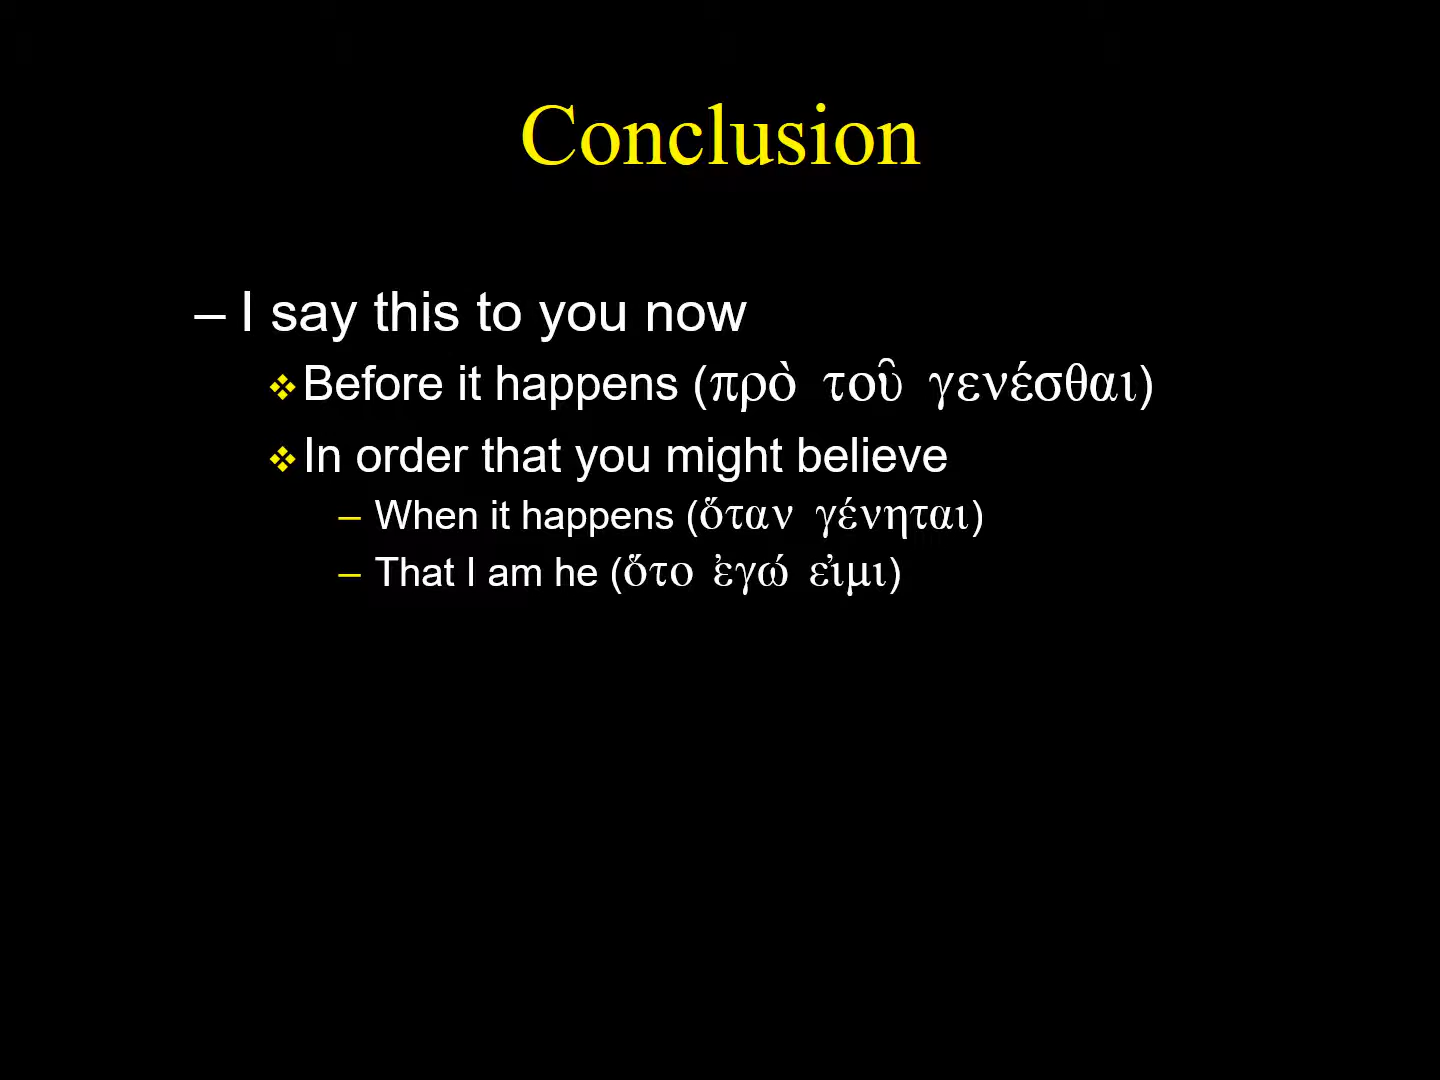 Conclusion
– I say this to you now
❖ Before it happens (πρὸ τοῦ γενέσθαι)
❖ In order that you might believe
– When it happens (ὅταν γένηται)
– That I am he (ὅτο ἐγώ εἰμι)